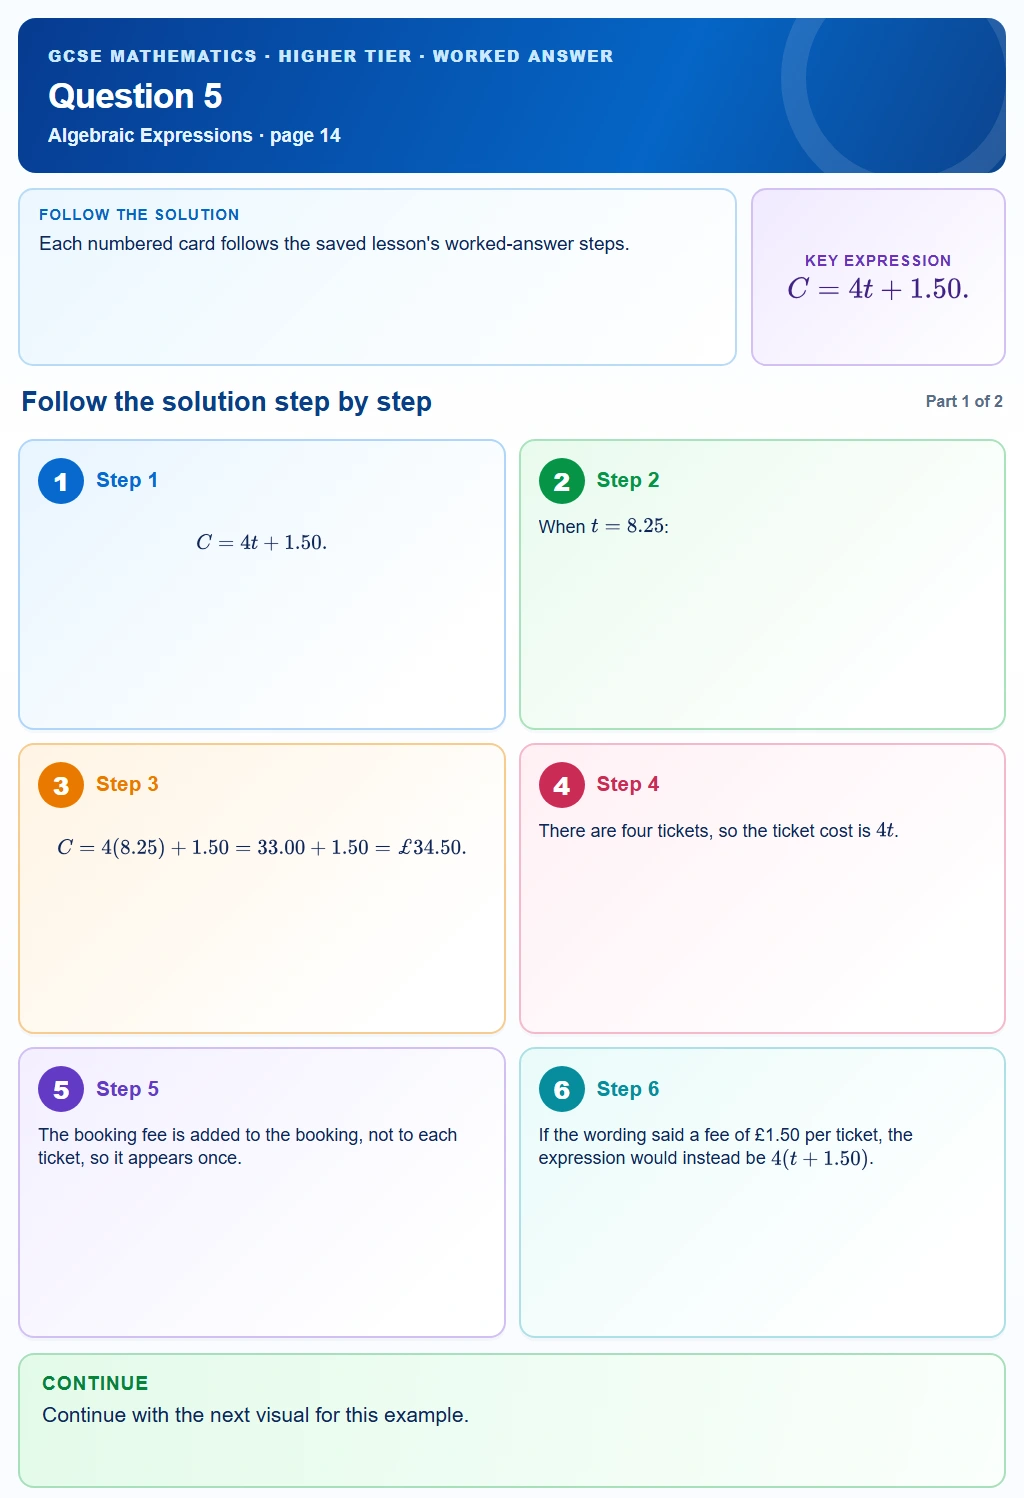 GCSE MATHEMATICS · HIGHER TIER · WORKED ANSWER
Question 5
Algebraic Expressions · page 14
FOLLOW THE SOLUTION
Each numbered card follows the saved lesson's worked-answer steps.
KEY EXPRESSION
C = 4t + 1.50.
Follow the solution step by step
Part 1 of 2
1 Step 1
C = 4t + 1.50.
2 Step 2
When t = 8.25:
3 Step 3
C = 4(8.25) + 1.50 = 33.00 + 1.50 = £34.50.
4 Step 4
There are four tickets, so the ticket cost is 4t.
5 Step 5
The booking fee is added to the booking, not to each
ticket, so it appears once.
6 Step 6
If the wording said a fee of £1.50 per ticket, the
expression would instead be 4(t + 1.50).
CONTINUE
Continue with the next visual for this example.